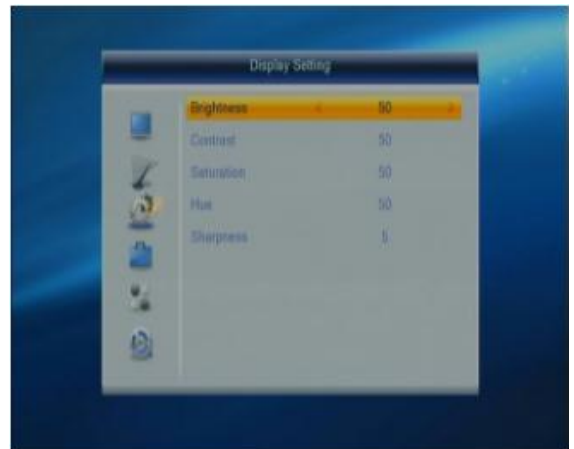 Display Setting
Brightness 50
Contrast 50
Saturation 50
Hue 50
Sharpness 5